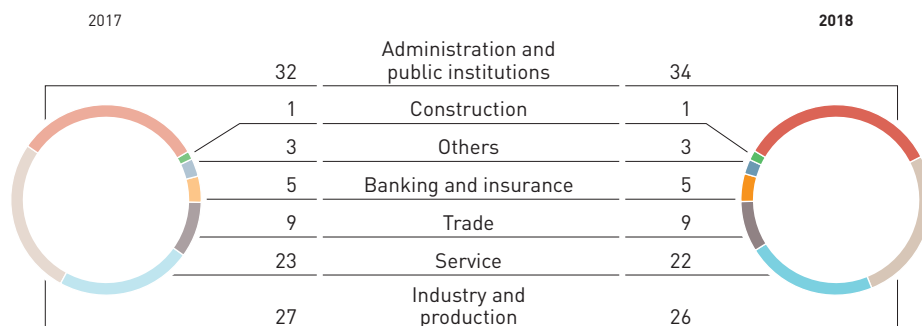 2017 2018
Administration and
32 public institutions 34
1 Construction 1
3 Others 3
5 Banking and insurance 5
9 Trade 9
23 Service 22
Industry and
27 production 26